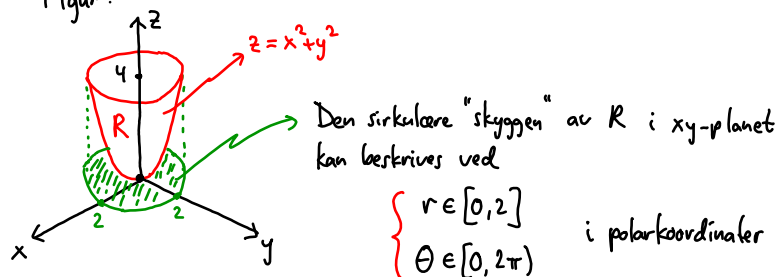 Figur:
z
z = x²+y²
4
R
Den sirkulære "skyggen" av R i xy-planet
kan beskrives ved
2
2
r ∈ [0,2]
i polarkoordinater
x
y
θ ∈ [0,2π)